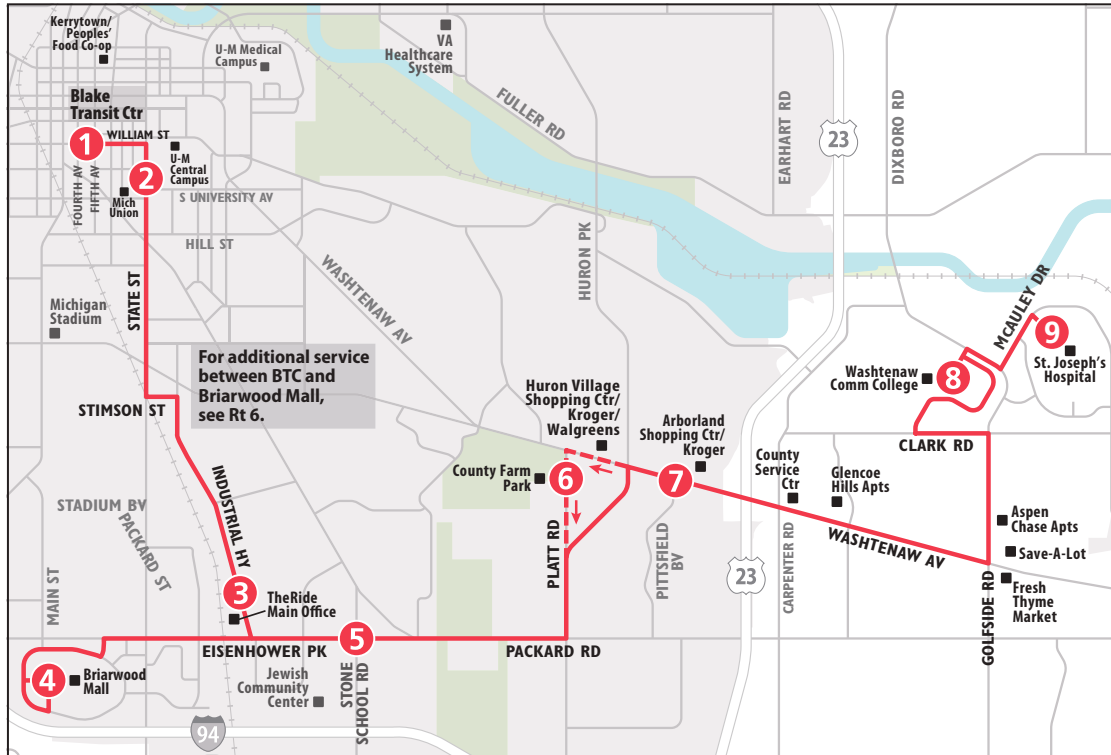 Kerrytown/
Peoples'
Food Co-op
U-M Medical
Campus
VA
Healthcare
System
FULLER RD
EARHART RD
23
DIXBORO RD
Blake
Transit Ctr
1
WILLIAM ST
2
U-M
Central
Campus
FOURTH AV
FIFTH AV
Mich
Union
S UNIVERSITY AV
HILL ST
WASHTENAW AV
HURON PK
STATE ST
Michigan
Stadium
MCAULEY DR
9
St. Joseph's
Hospital
For additional service
between BTC and
Briarwood Mall,
see Rt 6.
Huron Village
Shopping Ctr/
Kroger/
Walgreens
Washtenaw
Comm College
8
STIMSON ST
Arborland
Shopping Ctr/
Kroger
CLARK RD
County Farm
Park
6
7
County
Service
Ctr
Glencoe
Hills Apts
STADIUM BV
PACKARD ST
INDUSTRIAL HY
PLATT RD
PITTSFIELD
BV
WASHTENAW AV
Aspen
Chase Apts
Save-A-Lot
Fresh
Thyme
Market
MAIN ST
3
TheRide
Main Office
23
CARPENTER RD
GOLFSIDE RD
5
EISENHOWER PK
PACKARD RD
4
Briarwood
Mall
Jewish
Community
Center
STONE
SCHOOL RD
94